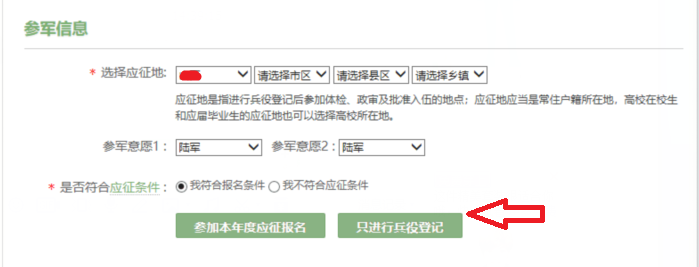 参军信息
* 选择应征地： 请选择市区 请选择县区 请选择乡镇
应征地是指进行兵役登记后参加体检、政审及批准入伍的地点；应征地应当是常住户籍所在地，高校在校生
和应届毕业生的应征地也可以选择高校所在地。
参军意愿1： 陆军 参军意愿2： 陆军
* 是否符合应征条件： 我符合报名条件 我不符合应征条件
参加本年度应征报名 只进行兵役登记